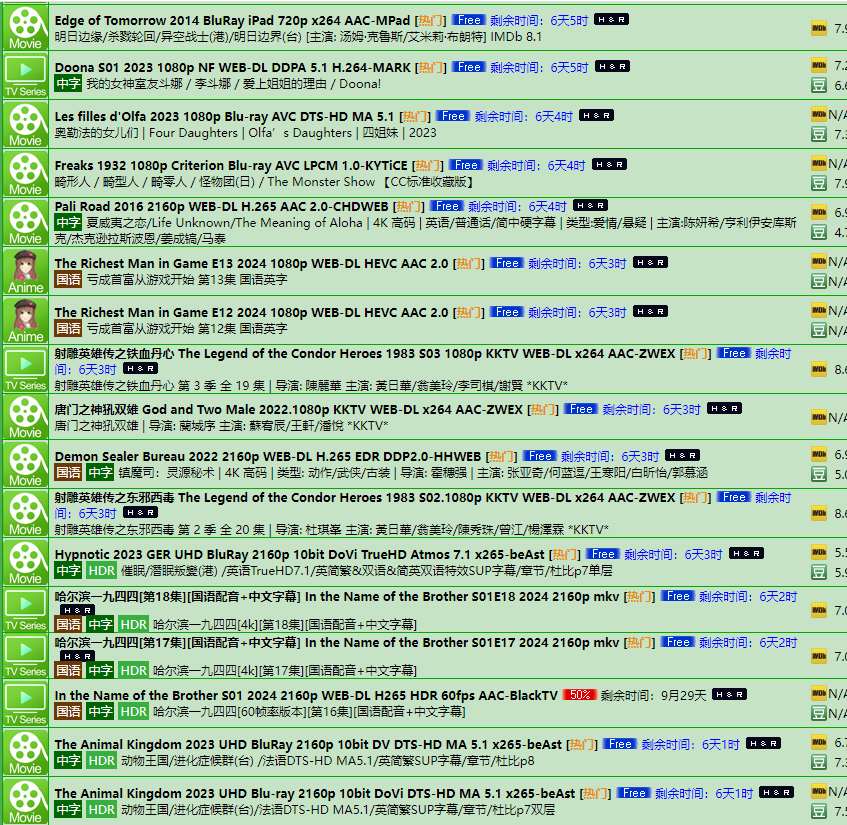 Edge of Tomorrow 2014 BluRay iPad 720p x264 AAC-MPad [热门] Free 剩余时间：6天5时 H & R
Movie 明日边缘/杀戮轮回/异空战士(港)/明日边界(台) [主演: 汤姆·克鲁斯/艾米莉·布朗特] IMDb 8.1 IMDb 7.9
Doona S01 2023 1080p NF WEB-DL DDPA 5.1 H.264-MARK [热门] Free 剩余时间：6天5时 H & R IMDb 7.2
TV Series 中字 我的女神室友斗娜 / 李斗娜 / 爱上姐姐的理由 / Doona! 豆 6.6
Les filles d'Olfa 2023 1080p Blu-ray AVC DTS-HD MA 5.1 [热门] Free 剩余时间：6天4时 H & R IMDb N/A
Movie 奥勒法的女儿们 | Four Daughters | Olfa’s Daughters | 四姐妹 | 2023 豆 7.3
Freaks 1932 1080p Criterion Blu-ray AVC LPCM 1.0-KYTiCE [热门] Free 剩余时间：6天4时 H & R IMDb N/A
Movie 畸形人 / 畸型人 / 畸零人 / 怪物团(日) / The Monster Show 【CC标准收藏版】 豆 7.9
Pali Road 2016 2160p WEB-DL H.265 AAC 2.0-CHDWEB [热门] Free 剩余时间：6天4时 H & R IMDb 6.9
中字 夏威夷之恋/Life Unknown/The Meaning of Aloha | 4K 高码 | 英语/普通话/简中硬字幕 | 类型:爱情/悬疑 | 主演:陈妍希/亨利伊安库斯
Movie 克/杰克逊拉斯波恩/姜成镐/马泰 豆 4.7
The Richest Man in Game E13 2024 1080p WEB-DL HEVC AAC 2.0 [热门] Free 剩余时间：6天3时 H & R IMDb N/A
Anime 国语 亏成首富从游戏开始 第13集 国语英字 豆 N/A
The Richest Man in Game E12 2024 1080p WEB-DL HEVC AAC 2.0 [热门] Free 剩余时间：6天3时 H & R IMDb N/A
Anime 国语 亏成首富从游戏开始 第12集 国语英字 豆 N/A
射雕英雄传之铁血丹心 The Legend of the Condor Heroes 1983 S03 1080p KKTV WEB-DL x264 AAC-ZWEX [热门] Free 剩余时
间：6天3时 H & R IMDb 8.6
TV Series 射雕英雄传之铁血丹心 第 3 季 全 19 集 | 导演: 陳麗華 主演: 黃日華/翁美玲/李司棋/謝賢 *KKTV*
唐门之神犼双雄 God and Two Male 2022.1080p KKTV WEB-DL x264 AAC-ZWEX [热门] Free 剩余时间：6天3时 H & R IMDb N/A
Movie 唐门之神犼双雄 | 导演: 蘭域序 主演: 蘇宥辰/王軒/潘悅 *KKTV*
Demon Sealer Bureau 2022 2160p WEB-DL H.265 EDR DDP2.0-HHWEB [热门] Free 剩余时间：6天3时 H & R IMDb 6.9
Movie 国语 中字 镇魔司：灵源秘术 | 4K 高码 | 类型: 动作/武侠/古装 | 导演: 霍穗强 | 主演: 张亚奇/何蓝逗/王寒阳/白昕怡/郭慕涵 豆 5.0
射雕英雄传之东邪西毒 The Legend of the Condor Heroes 1983 S02.1080p KKTV WEB-DL x264 AAC-ZWEX [热门] Free 剩余时
间：6天3时 H & R IMDb 8.6
Movie 射雕英雄传之东邪西毒 第 2 季 全 20 集 | 导演: 杜琪峯 主演: 黃日華/翁美玲/陳秀珠/曾江/楊澤霖 *KKTV*
Hypnotic 2023 GER UHD BluRay 2160p 10bit DoVi TrueHD Atmos 7.1 x265-beAst [热门] Free 剩余时间：6天3时 H & R IMDb 5.5
Movie 中字 HDR 催眠/潛眠叛變(港) /英语TrueHD7.1/英简繁&双语&简英双语特效SUP字幕/章节/杜比p7单层 豆 5.9
哈尔滨一九四四[第18集][国语配音+中文字幕] In the Name of the Brother S01E18 2024 2160p mkv [热门] Free 剩余时间：6天2时
H & R IMDb 7.0
TV Series 国语 中字 HDR 哈尔滨一九四四[4k][第18集][国语配音+中文字幕]
哈尔滨一九四四[第17集][国语配音+中文字幕] In the Name of the Brother S01E17 2024 2160p mkv [热门] Free 剩余时间：6天2时
H & R IMDb 7.0
TV Series 国语 中字 HDR 哈尔滨一九四四[4k][第17集][国语配音+中文字幕]
In the Name of the Brother S01 2024 2160p WEB-DL H265 HDR 60fps AAC-BlackTV 50% 剩余时间：9月29天 H & R IMDb N/A
TV Series 国语 中字 HDR 哈尔滨一九四四[60帧率版本][第16集][国语配音+中文字幕] 豆 N/A
The Animal Kingdom 2023 UHD BluRay 2160p 10bit DV DTS-HD MA 5.1 x265-beAst [热门] Free 剩余时间：6天1时 H & R IMDb 6.7
Movie 中字 HDR 动物王国/进化症候群(台) /法语DTS-HD MA5.1/英简繁SUP字幕/章节/杜比p8 豆 7.3
The Animal Kingdom 2023 UHD Blu-ray 2160p 10bit DoVi DTS-HD MA 5.1 x265-beAst [热门] Free 剩余时间：6天1时 H & R IMDb N/A
Movie 中字 HDR 动物王国/进化症候群(台)/法语DTS-HD MA5.1/英简繁SUP字幕/章节/杜比p7双层 豆 7.5